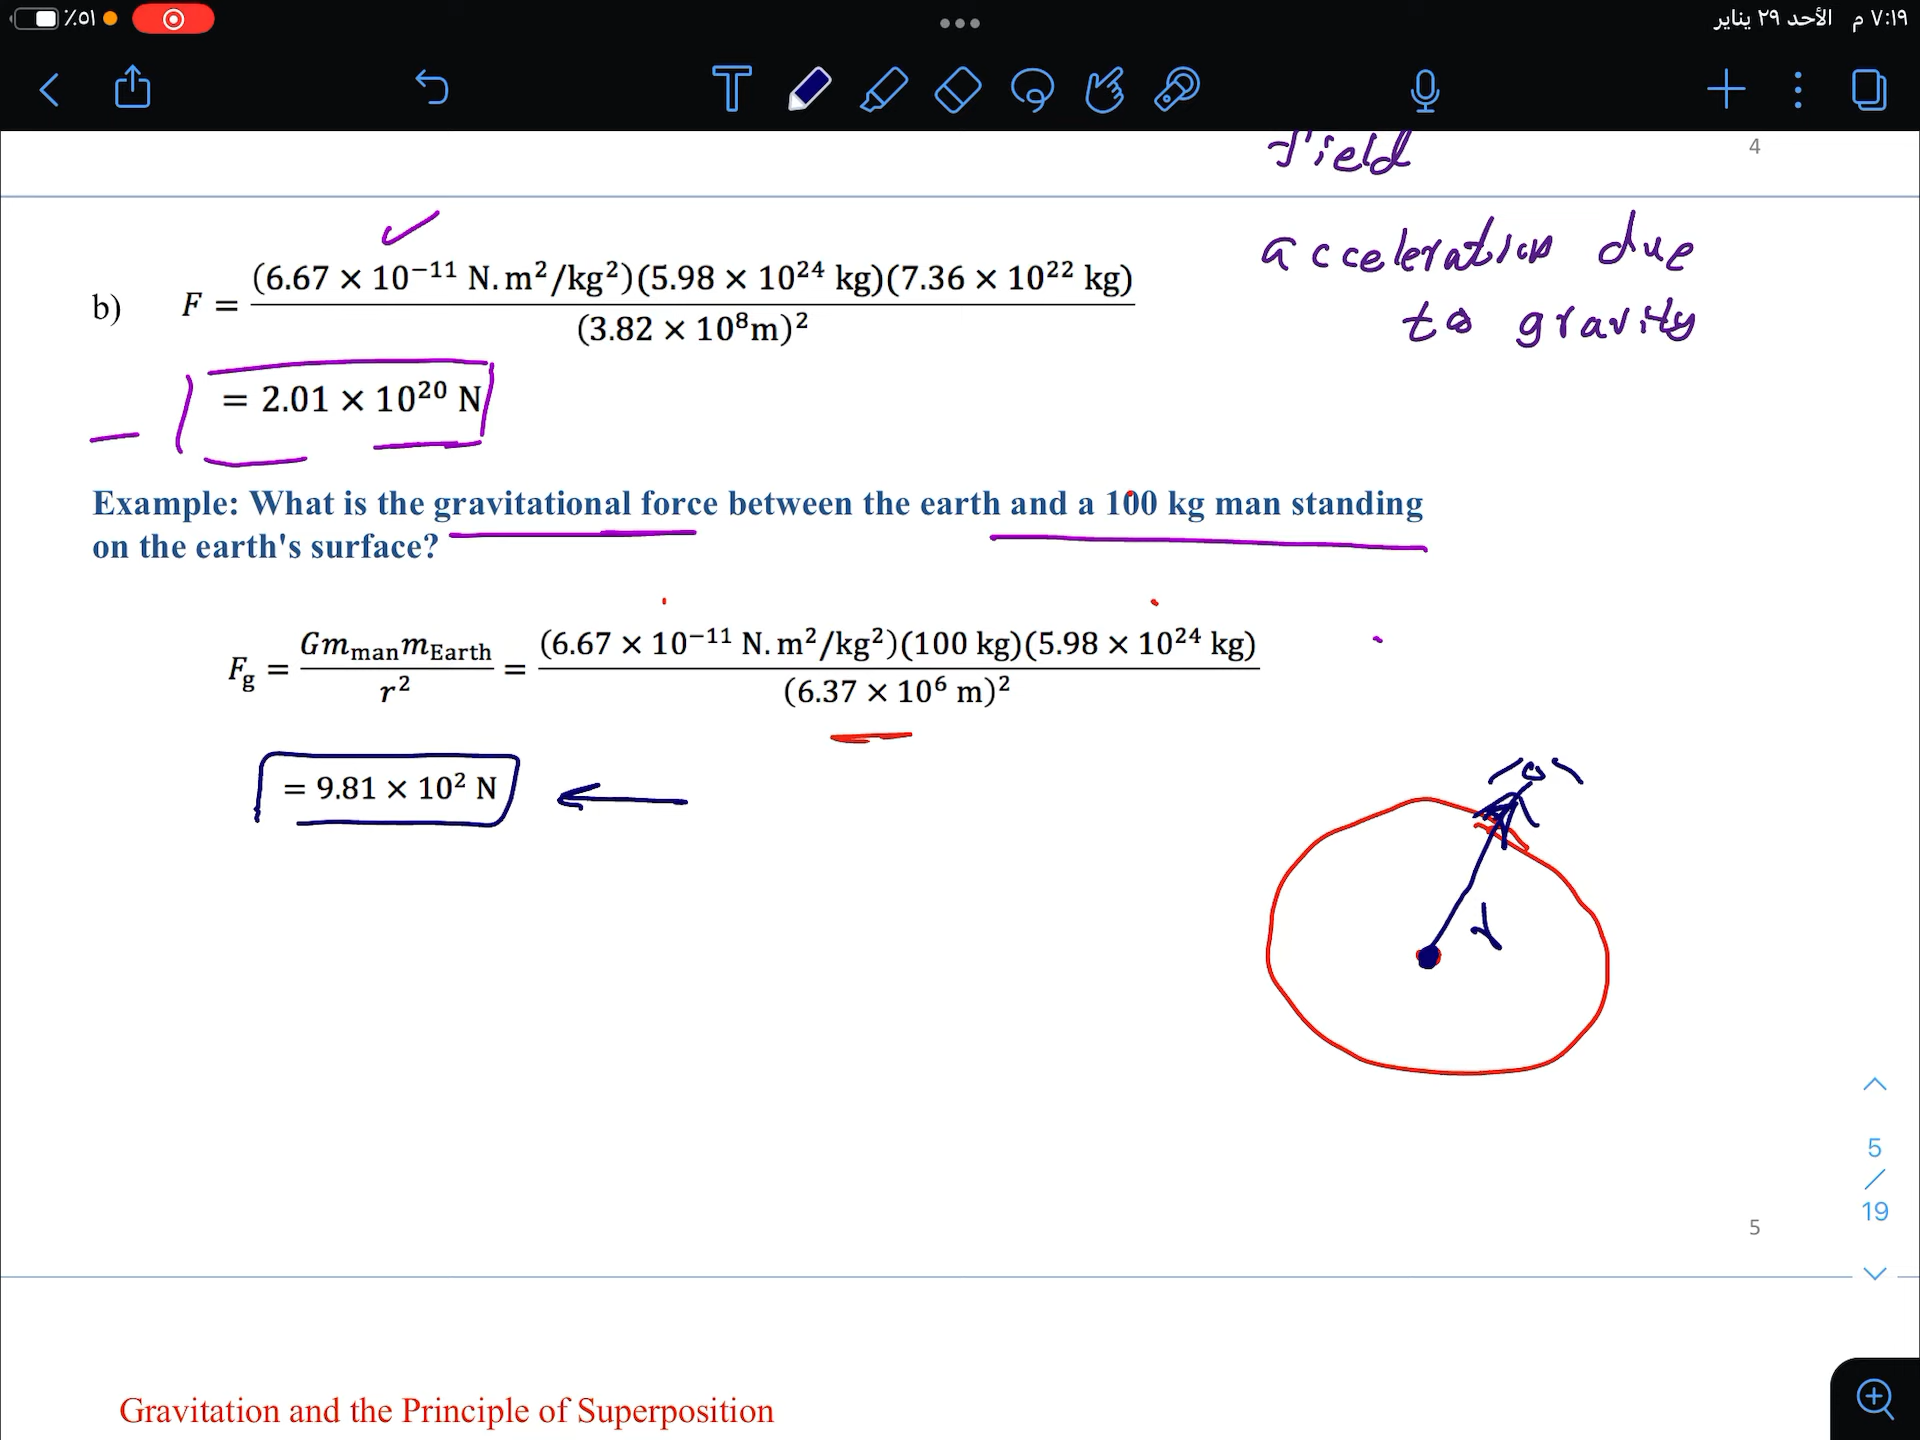 ٪٥١
٧:١٩ م الأحد ٢٩ يناير
T
field
4
acceleration due
to gravity
b) F = (6.67 × 10⁻¹¹ N.m²/kg²)(5.98 × 10²⁴ kg)(7.36 × 10²² kg)
(3.82 × 10⁸m)²
= 2.01 × 10²⁰ N
Example: What is the gravitational force between the earth and a 100 kg man standing
on the earth's surface?
F_g = Gm_man m_Earth / r² = (6.67 × 10⁻¹¹ N.m²/kg²)(100 kg)(5.98 × 10²⁴ kg)
(6.37 × 10⁶ m)²
= 9.81 × 10² N
r
5
/
19
5
Gravitation and the Principle of Superposition